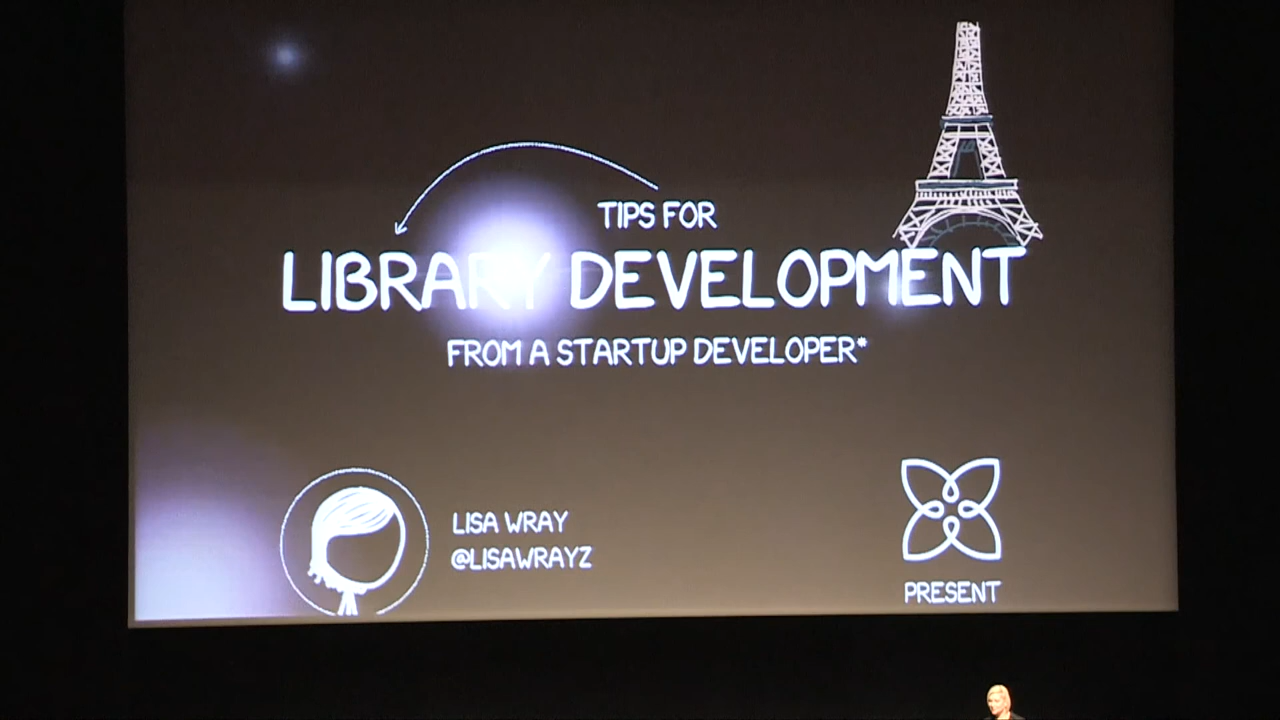 TIPS FOR
LIBRARY DEVELOPMENT
FROM A STARTUP DEVELOPER*
LISA WRAY
@LISAWRAYZ
PRESENT